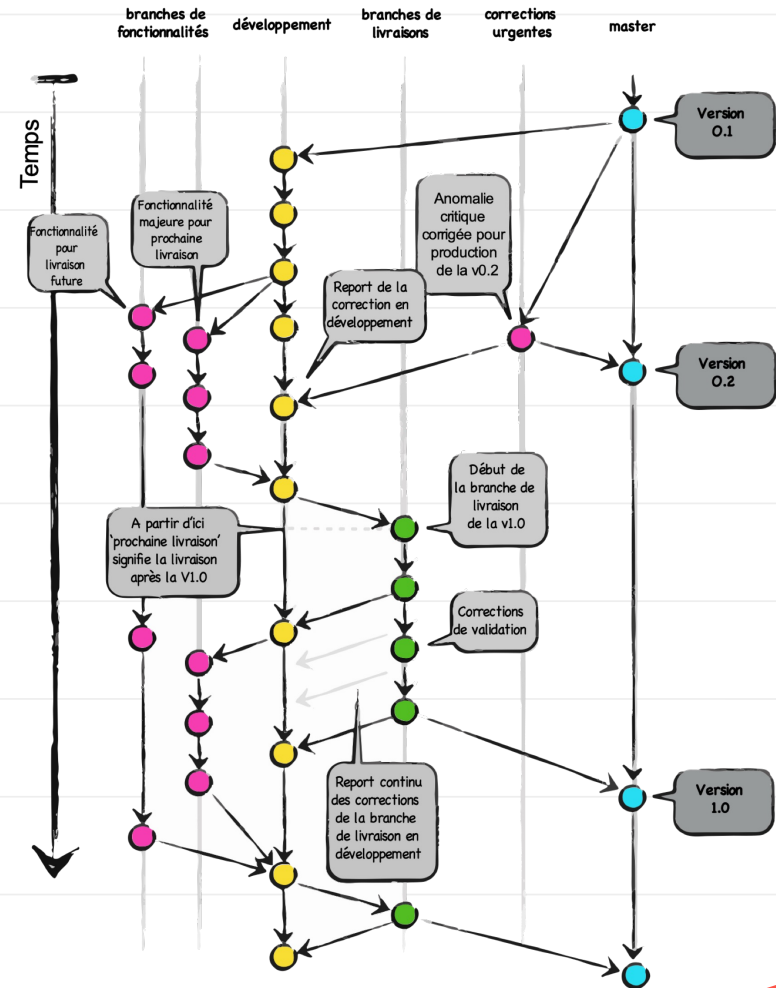 branches de
fonctionnalités
développement
branches de
livraisons
corrections
urgentes
master
Temps
Version
0.1
Fonctionnalité
majeure pour
prochaine
livraison
Anomalie
critique
corrigée pour
production
de la v0.2
Fonctionnalité
pour
livraison
future
Report de la
correction en
développement
Version
0.2
Début de
la branche de
livraison
de la v1.0
A partir d'ici
'prochaine livraison'
signifie la livraison
après la V1.0
Corrections
de validation
Report continu
des corrections
de la branche
de livraison en
développement
Version
1.0